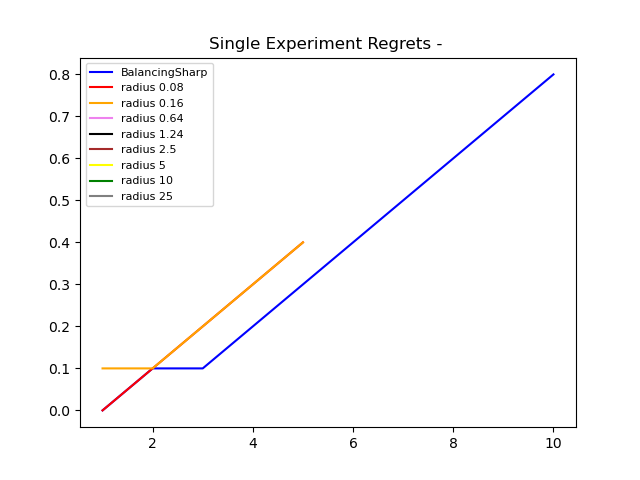 Single Experiment Regrets -
BalancingSharp
radius 0.08
radius 0.16
radius 0.64
radius 1.24
radius 2.5
radius 5
radius 10
radius 25
0.8
0.7
0.6
0.5
0.4
0.3
0.2
0.1
0.0
2 4 6 8 10